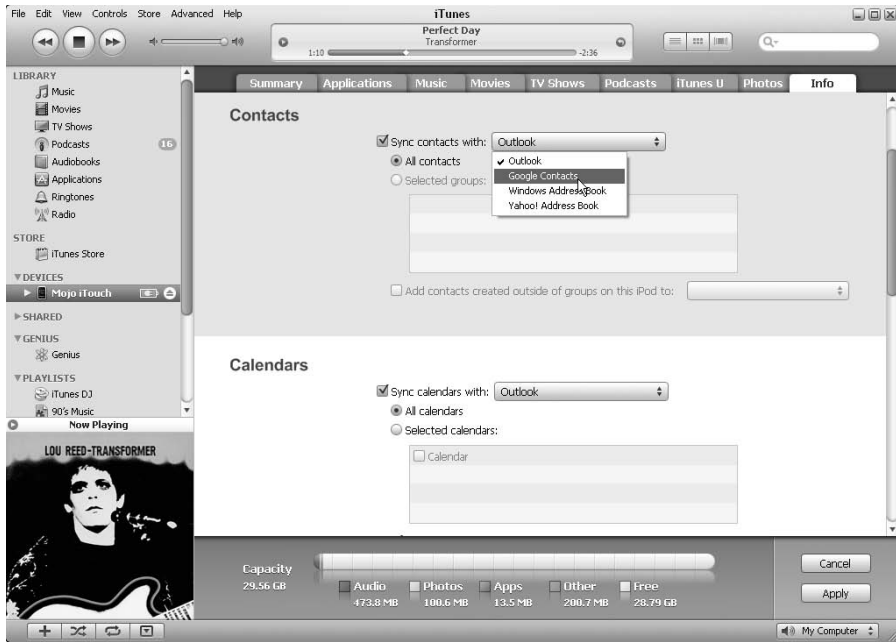 File Edit View Controls Store Advanced Help
iTunes
Perfect Day
Transformer
1:10
-2:36
Q-
LIBRARY
Music
Movies
TV Shows
Podcasts 16
Audiobooks
Applications
Ringtones
Radio
STORE
iTunes Store
DEVICES
Mojo iTouch
SHARED
GENIUS
Genius
PLAYLISTS
iTunes DJ
90's Music
Now Playing
LOU REED-TRANSFORMER
Summary Applications Music Movies TV Shows Podcasts iTunes U Photos Info
Contacts
Sync contacts with: Outlook
All contacts
Selected groups:
Outlook
Google Contacts
Windows Address Book
Yahoo! Address Book
Add contacts created outside of groups on this iPod to:
Calendars
Sync calendars with: Outlook
All calendars
Selected calendars:
Calendar
Capacity
29.56 GB
Audio
473.8 MB
Photos
100.6 MB
Apps
13.5 MB
Other
200.7 MB
Free
28.79 GB
Cancel
Apply
My Computer